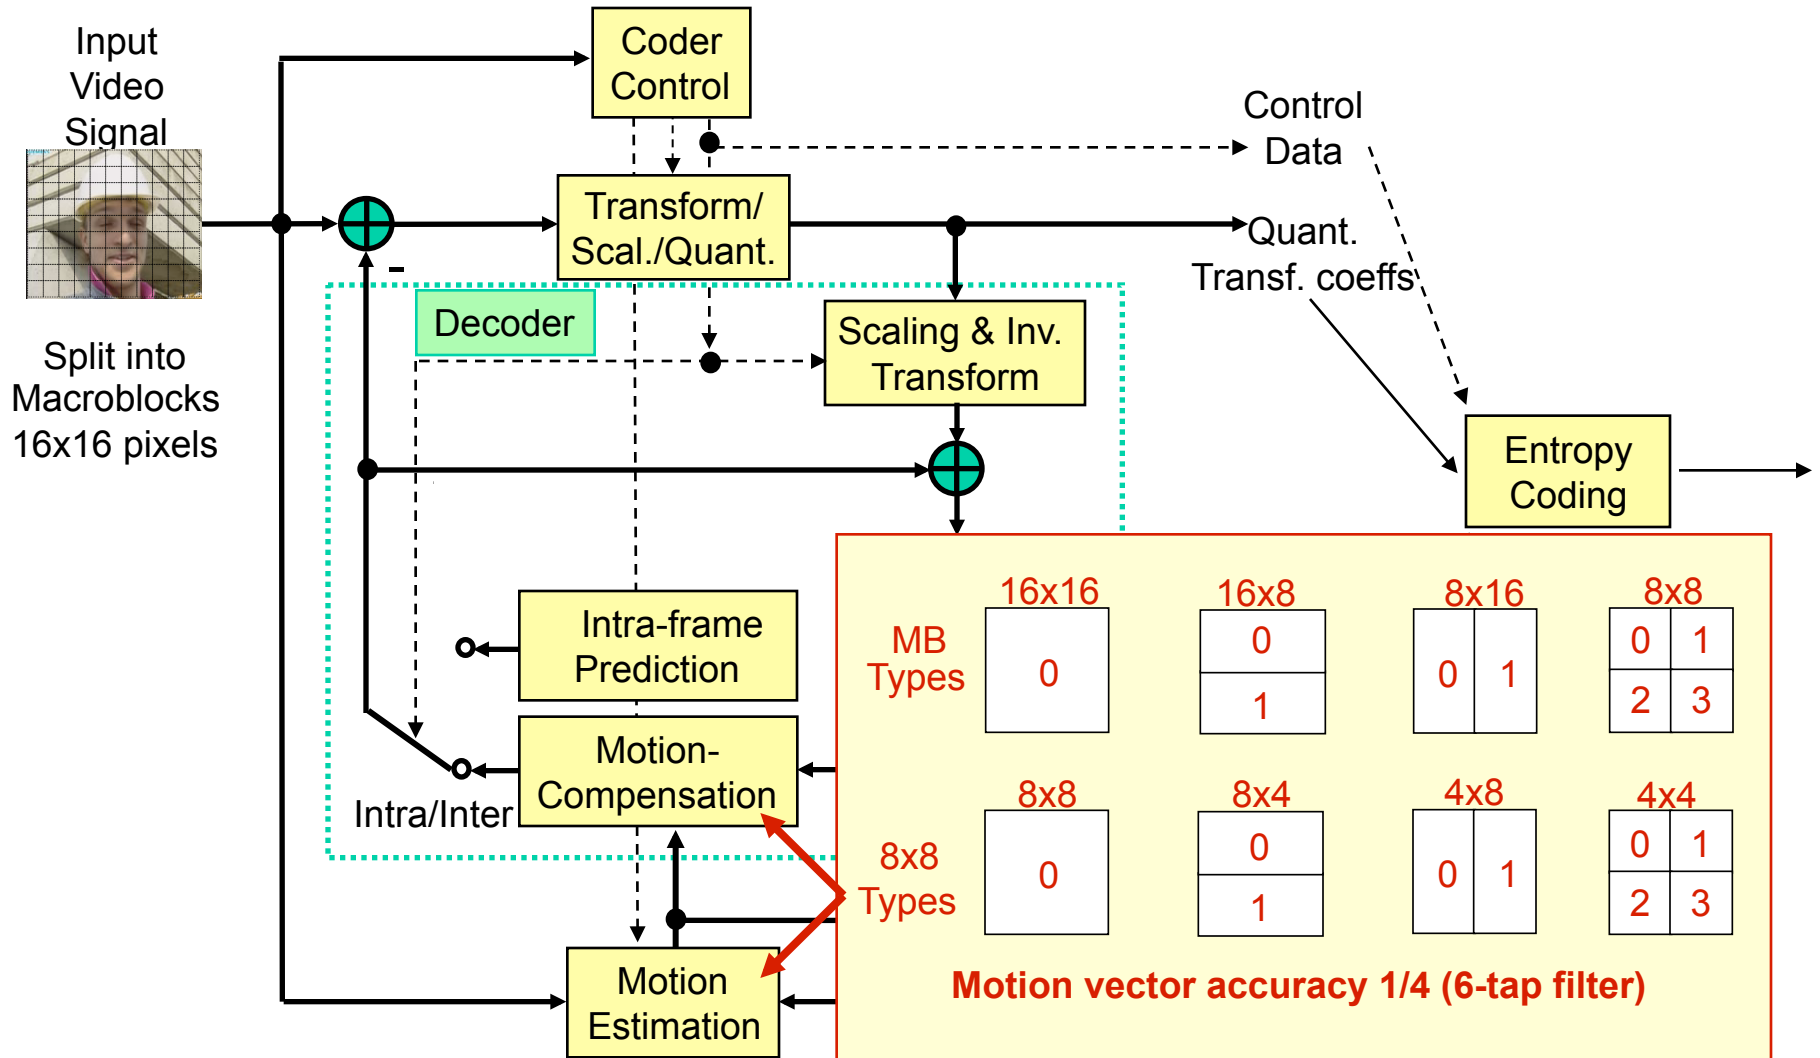 Input
Video
Signal
Split into
Macroblocks
16x16 pixels
Coder
Control
Control
Data
Transform/
Scal./Quant.
-
Quant.
Transf. coeffs
Decoder
Scaling & Inv.
Transform
Entropy
Coding
Intra-frame
Prediction
Motion-
Compensation
Intra/Inter
Motion
Estimation
16x16 16x8 8x16 8x8
MB
Types
0
0
1
0 1
0 1
2 3
8x8 8x4 4x8 4x4
8x8
Types
0
0
1
0 1
0 1
2 3
Motion vector accuracy 1/4 (6-tap filter)